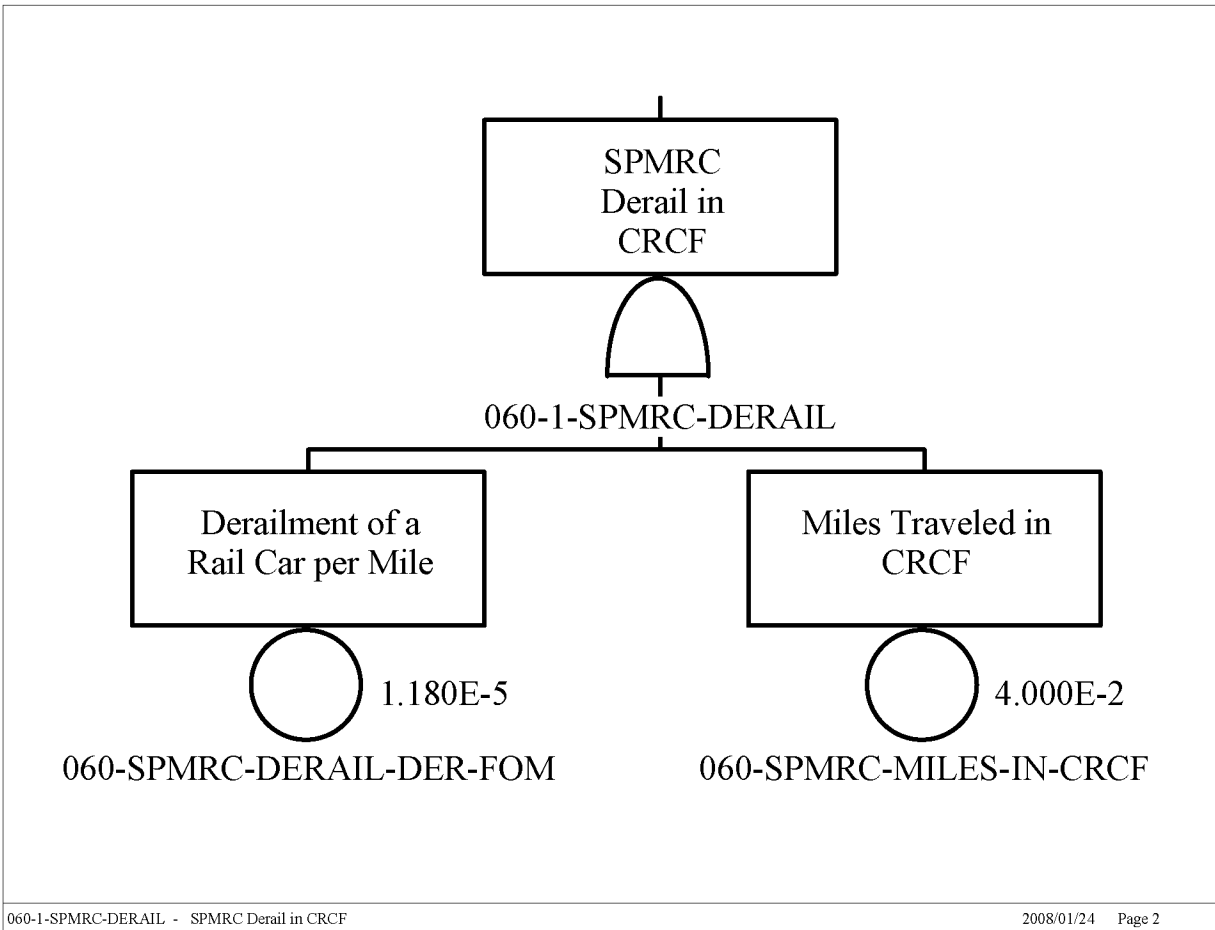 SPMRC
Derail in
CRCF
060-1-SPMRC-DERAIL
Derailment of a
Rail Car per Mile
Miles Traveled in
CRCF
1.180E-5
4.000E-2
060-SPMRC-DERAIL-DER-FOM
060-SPMRC-MILES-IN-CRCF
060-1-SPMRC-DERAIL - SPMRC Derail in CRCF
2008/01/24 Page 2